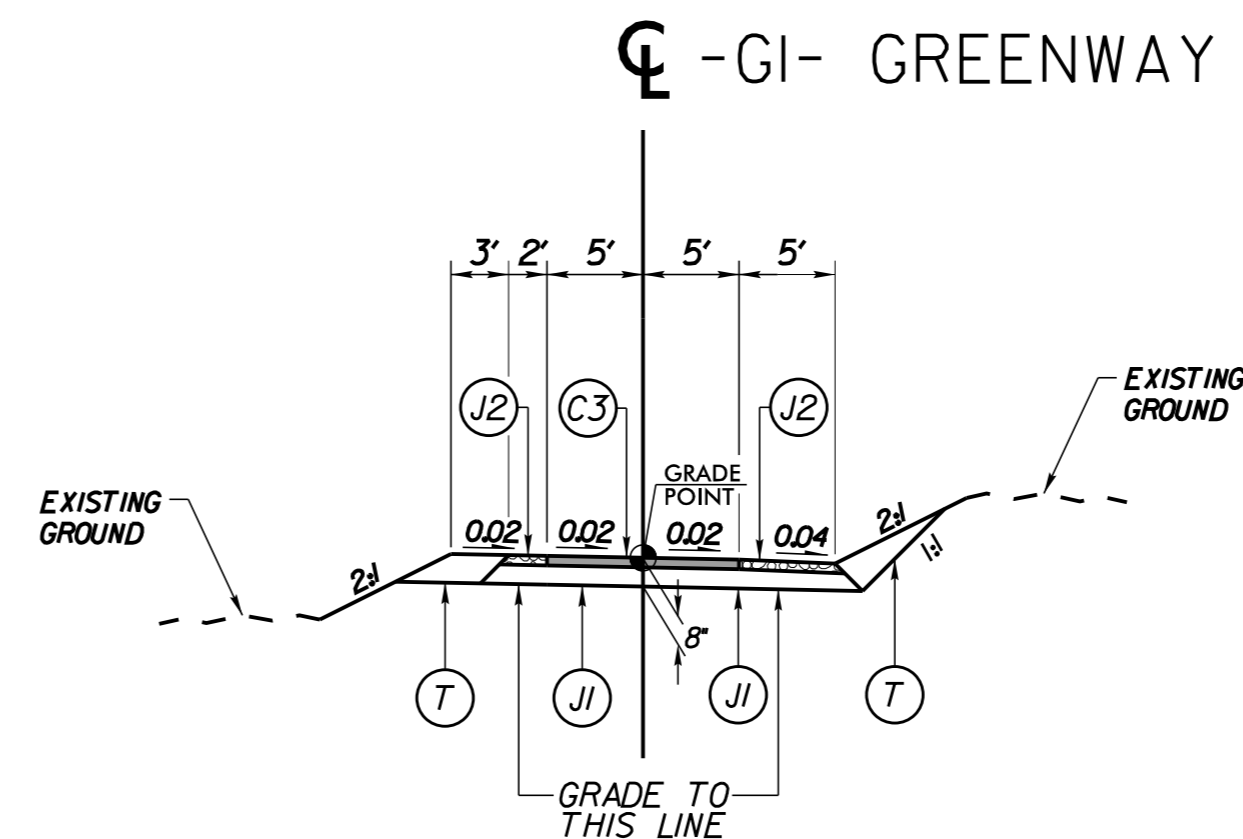 CL -G1- GREENWAY
3' 2' 5' 5' 5'
J2 C3 J2
EXISTING
GROUND
GRADE
POINT
EXISTING
GROUND
0.02 0.02 0.02 0.04
2:1
2:1
1:1
8"
T J1 J1 T
GRADE TO
THIS LINE